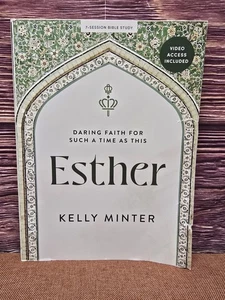 7-SESSION BIBLE STUDY
VIDEO
ACCESS
INCLUDED
DARING FAITH FOR
SUCH A TIME AS THIS
Esther
KELLY MINTER